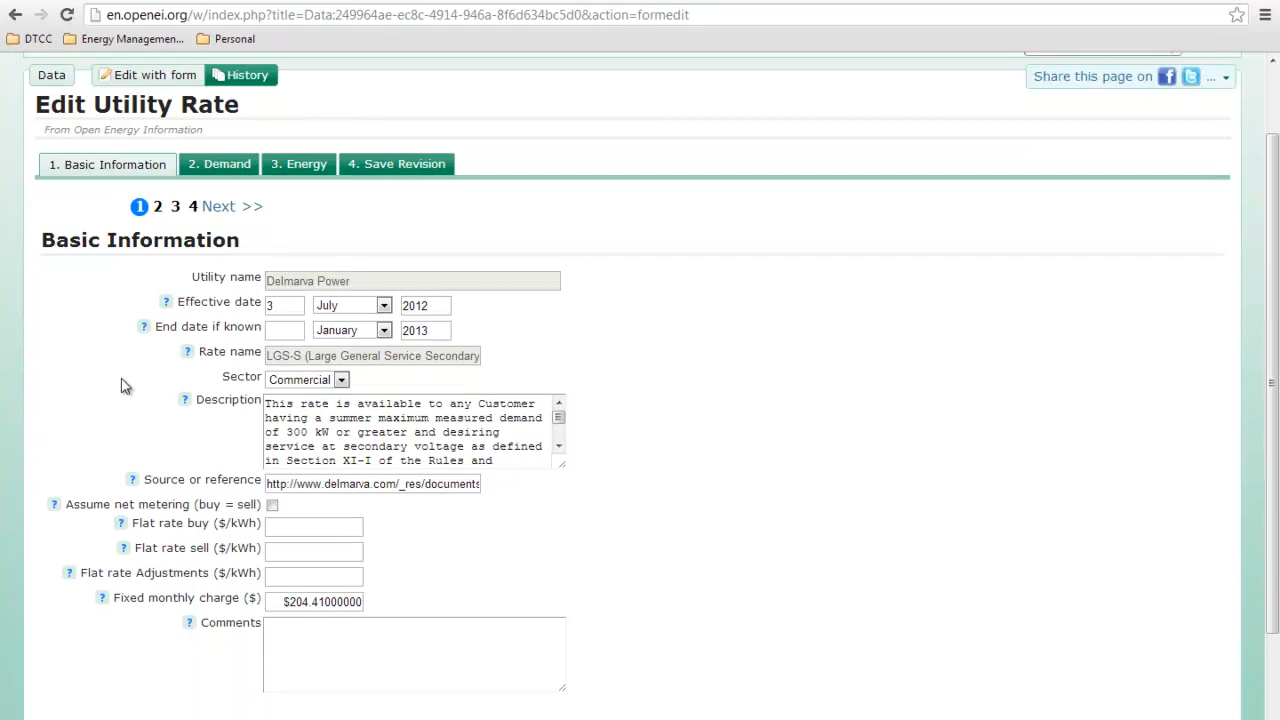 en.openei.org/w/index.php?title=Data:249964ae-ec8c-4914-946a-8f6d634bc5d0&action=formedit
DTCC Energy Managemen... Personal
Data Edit with form History Share this page on ...
Edit Utility Rate
From Open Energy Information
1. Basic Information 2. Demand 3. Energy 4. Save Revision
1 2 3 4 Next >>
Basic Information
Utility name Delmarva Power
? Effective date 3 July 2012
? End date if known January 2013
? Rate name LGS-S (Large General Service Secondary
Sector Commercial
? Description This rate is available to any Customer
having a summer maximum measured demand
of 300 kW or greater and desiring
service at secondary voltage as defined
in Section XI-I of the Rules and
? Source or reference http://www.delmarva.com/_res/documents
? Assume net metering (buy = sell)
? Flat rate buy ($/kWh)
? Flat rate sell ($/kWh)
? Flat rate Adjustments ($/kWh)
? Fixed monthly charge ($) $204.41000000
? Comments